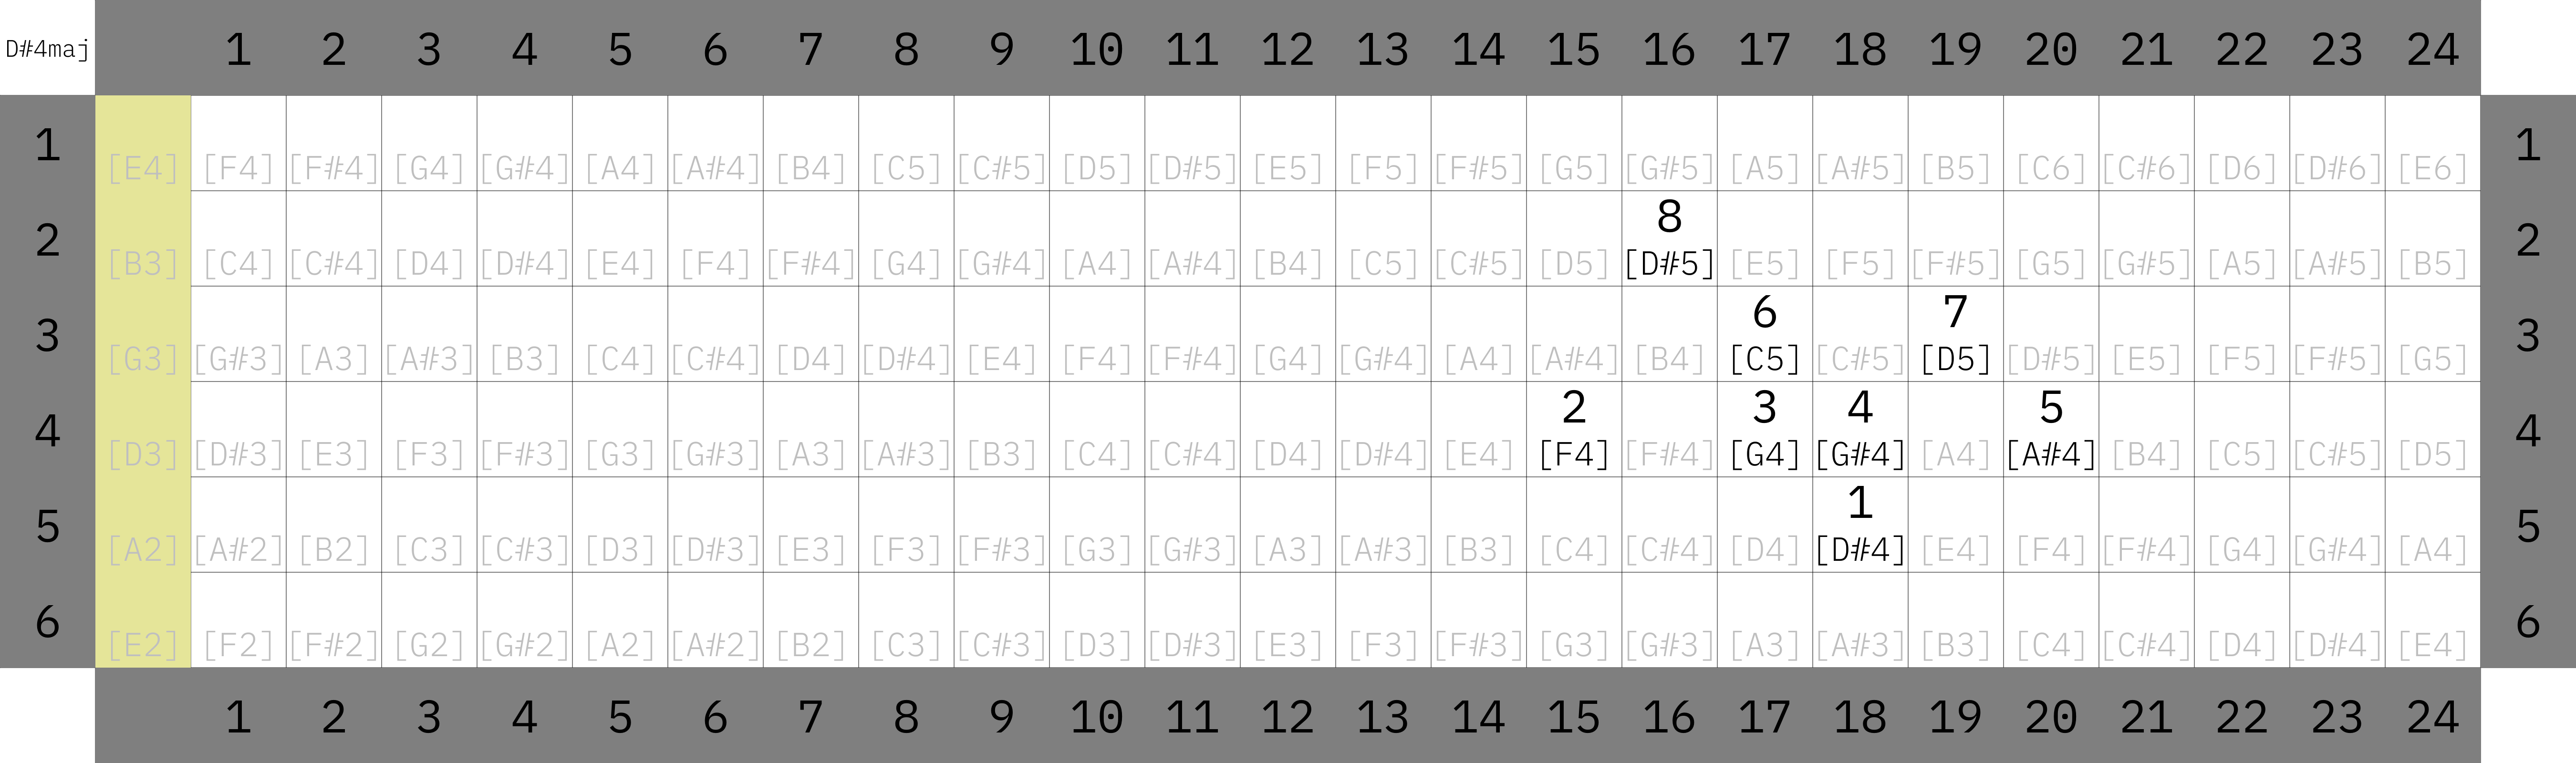 D#4maj 1 2 3 4 5 6 7 8 9 10 11 12 13 14 15 16 17 18 19 20 21 22 23 24
1 [E4] [F4] [F#4] [G4] [G#4] [A4] [A#4] [B4] [C5] [C#5] [D5] [D#5] [E5] [F5] [F#5] [G5] [G#5] [A5] [A#5] [B5] [C6] [C#6] [D6] [D#6] [E6] 1
8
2 [B3] [C4] [C#4] [D4] [D#4] [E4] [F4] [F#4] [G4] [G#4] [A4] [A#4] [B4] [C5] [C#5] [D5] [D#5] [E5] [F5] [F#5] [G5] [G#5] [A5] [A#5] [B5] 2
6 7
3 [G3] [G#3] [A3] [A#3] [B3] [C4] [C#4] [D4] [D#4] [E4] [F4] [F#4] [G4] [G#4] [A4] [A#4] [B4] [C5] [C#5] [D5] [D#5] [E5] [F5] [F#5] [G5] 3
2 3 4 5
4 [D3] [D#3] [E3] [F3] [F#3] [G3] [G#3] [A3] [A#3] [B3] [C4] [C#4] [D4] [D#4] [E4] [F4] [F#4] [G4] [G#4] [A4] [A#4] [B4] [C5] [C#5] [D5] 4
1
5 [A2] [A#2] [B2] [C3] [C#3] [D3] [D#3] [E3] [F3] [F#3] [G3] [G#3] [A3] [A#3] [B3] [C4] [C#4] [D4] [D#4] [E4] [F4] [F#4] [G4] [G#4] [A4] 5
6 [E2] [F2] [F#2] [G2] [G#2] [A2] [A#2] [B2] [C3] [C#3] [D3] [D#3] [E3] [F3] [F#3] [G3] [G#3] [A3] [A#3] [B3] [C4] [C#4] [D4] [D#4] [E4] 6
1 2 3 4 5 6 7 8 9 10 11 12 13 14 15 16 17 18 19 20 21 22 23 24